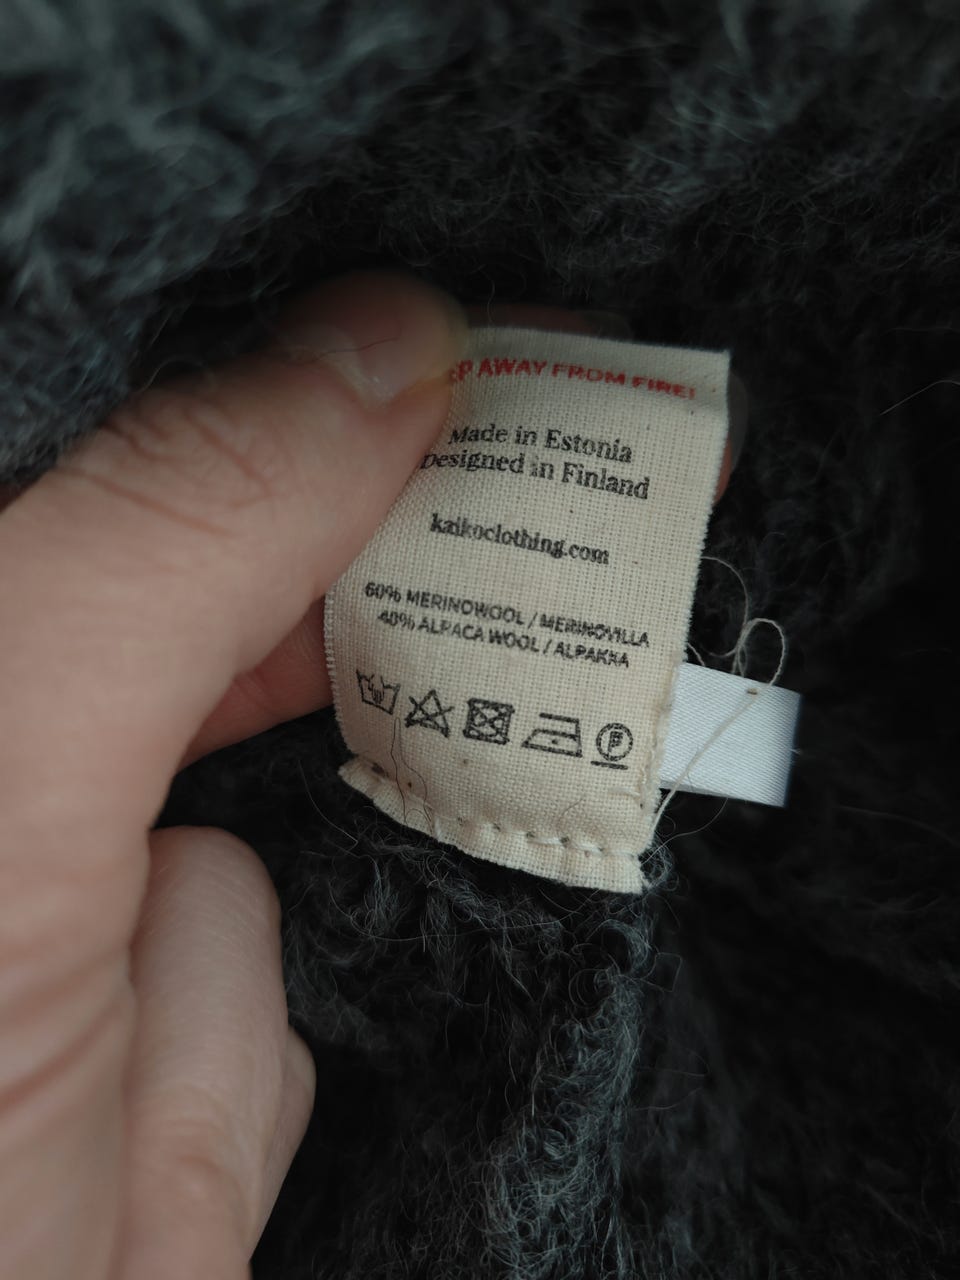 AWAY FROM FIRE!
Made in Estonia
Designed in Finland
kaikoclothing.com
60% MERINOWOOL / MERINOVILLA
40% ALPACA WOOL / ALPAKKA
P